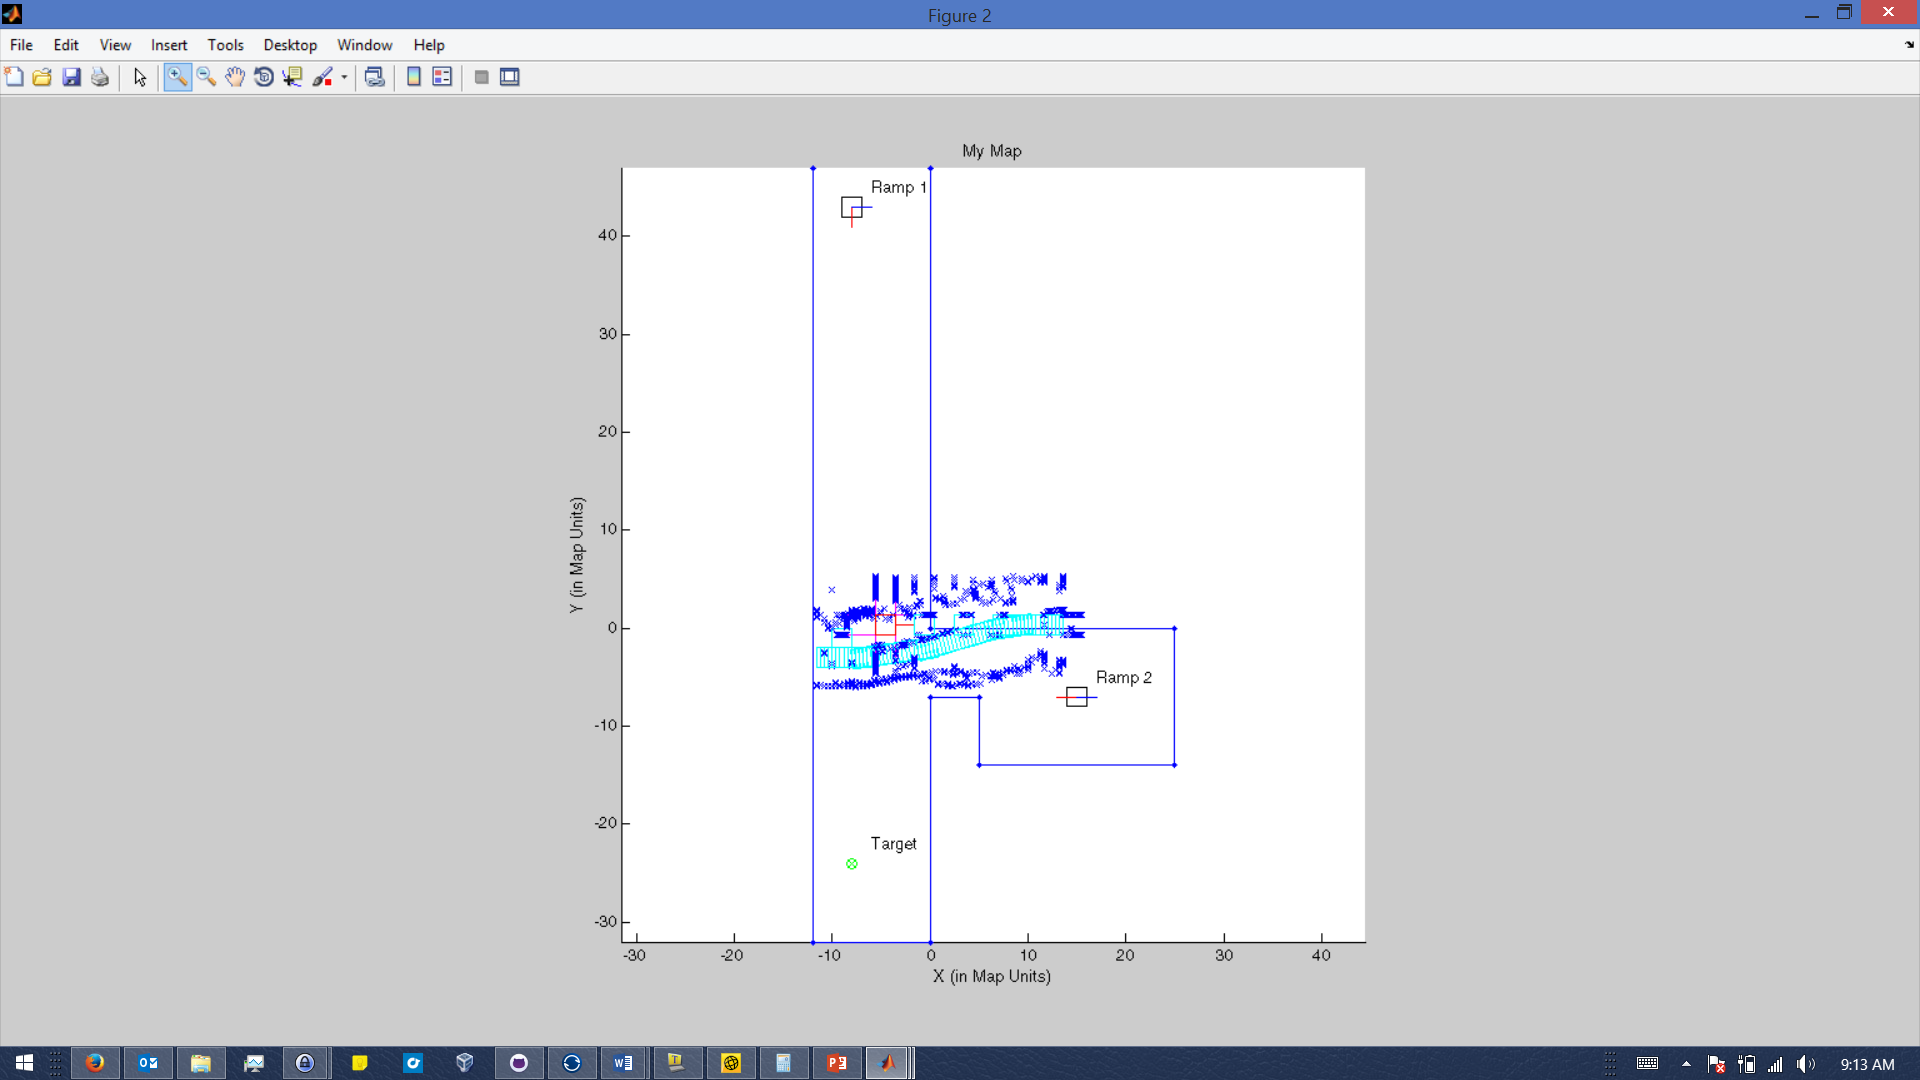 Figure 2
File Edit View Insert Tools Desktop Window Help
My Map
Ramp 1
40
30
20
10
0
-10
-20
-30
Y (in Map Units)
Ramp 2
Target
-30 -20 -10 0 10 20 30 40
X (in Map Units)
9:13 AM